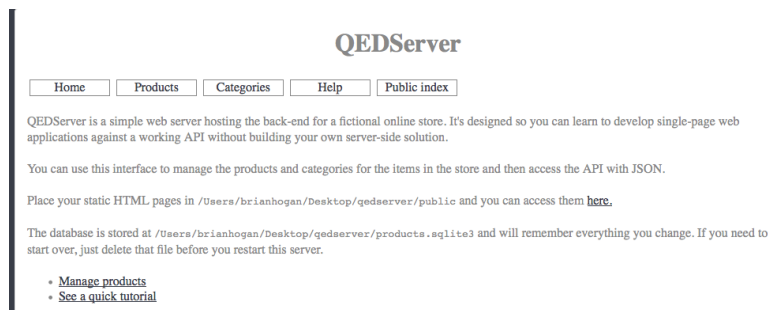 QEDServer
Home Products Categories Help Public index
QEDServer is a simple web server hosting the back-end for a fictional online store. It's designed so you can learn to develop single-page web
applications against a working API without building your own server-side solution.
You can use this interface to manage the products and categories for the items in the store and then access the API with JSON.
Place your static HTML pages in /Users/brianhogan/Desktop/qedserver/public and you can access them here.
The database is stored at /Users/brianhogan/Desktop/qedserver/products.sqlite3 and will remember everything you change. If you need to
start over, just delete that file before you restart this server.
• Manage products
• See a quick tutorial